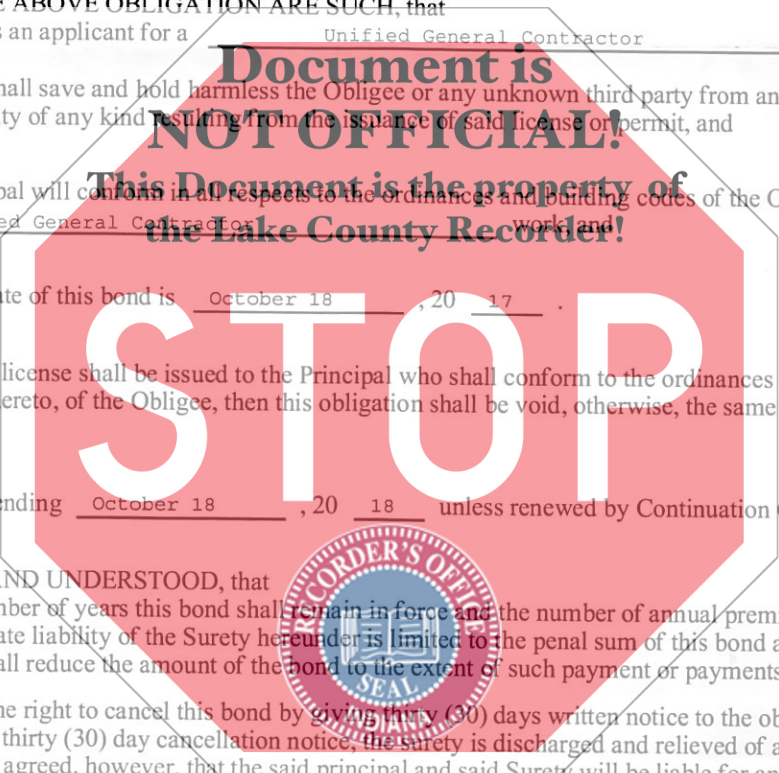 E ABOVE OBLIGATION ARE SUCH, that
s an applicant for a Unified General Contractor
Document is
hall save and hold harmless the Obligee or any unknown third party from an
NOT OFFICIAL!
ty of any kind resulting from the issuance of said license or permit, and
This Document is the property of
pal will conform in all respects to the ordinances and building codes of the C
the Lake County Recorder!
ed General Contractor work, and
ate of this bond is October 18 , 20 17 .
STOP
license shall be issued to the Principal who shall conform to the ordinances
ereto, of the Obligee, then this obligation shall be void, otherwise, the same
ending October 18 , 20 18 unless renewed by Continuation
RECORDER'S OFFICE
AND UNDERSTOOD, that
mber of years this bond shall remain in force and the number of annual premi
ate liability of the Surety hereunder is limited to the penal sum of this bond a
all reduce the amount of the bond to the extent of such payment or payments
SEAL
he right to cancel this bond by giving thirty (30) days written notice to the ob
thirty (30) day cancellation notice, the surety is discharged and relieved of a
agreed, however, that the said principal and said Surety will be liable for